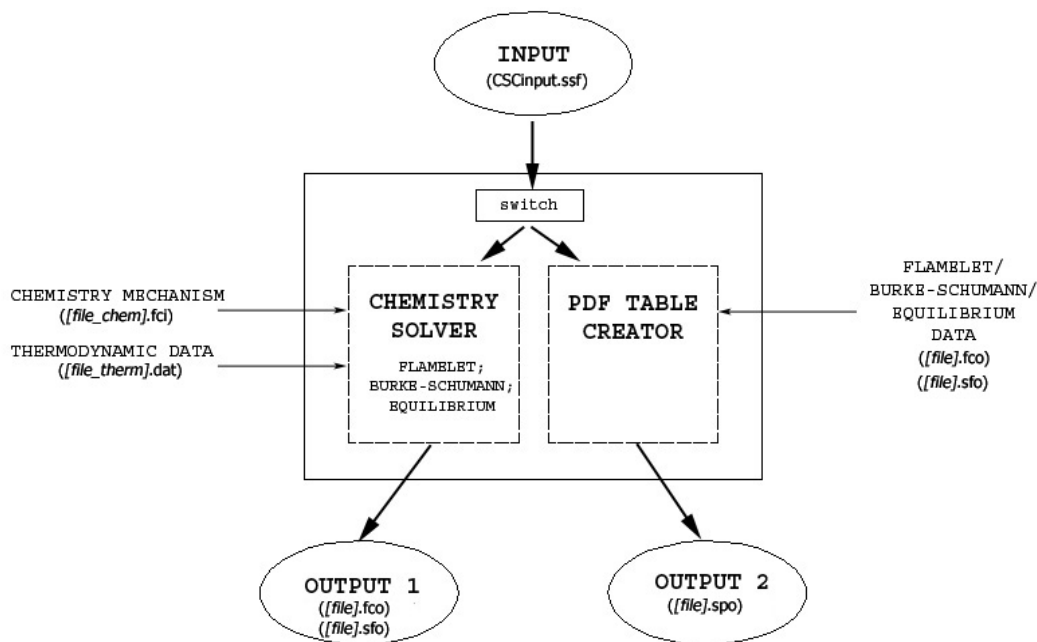 INPUT
(CSCinput.ssf)
switch
CHEMISTRY MECHANISM
([file_chem].fci)
THERMODYNAMIC DATA
([file_therm].dat)
CHEMISTRY
SOLVER
FLAMELET;
BURKE-SCHUMANN;
EQUILIBRIUM
PDF TABLE
CREATOR
FLAMELET/
BURKE-SCHUMANN/
EQUILIBRIUM
DATA
([file].fco)
([file].sfo)
OUTPUT 1
([file].fco)
([file].sfo)
OUTPUT 2
([file].spo)